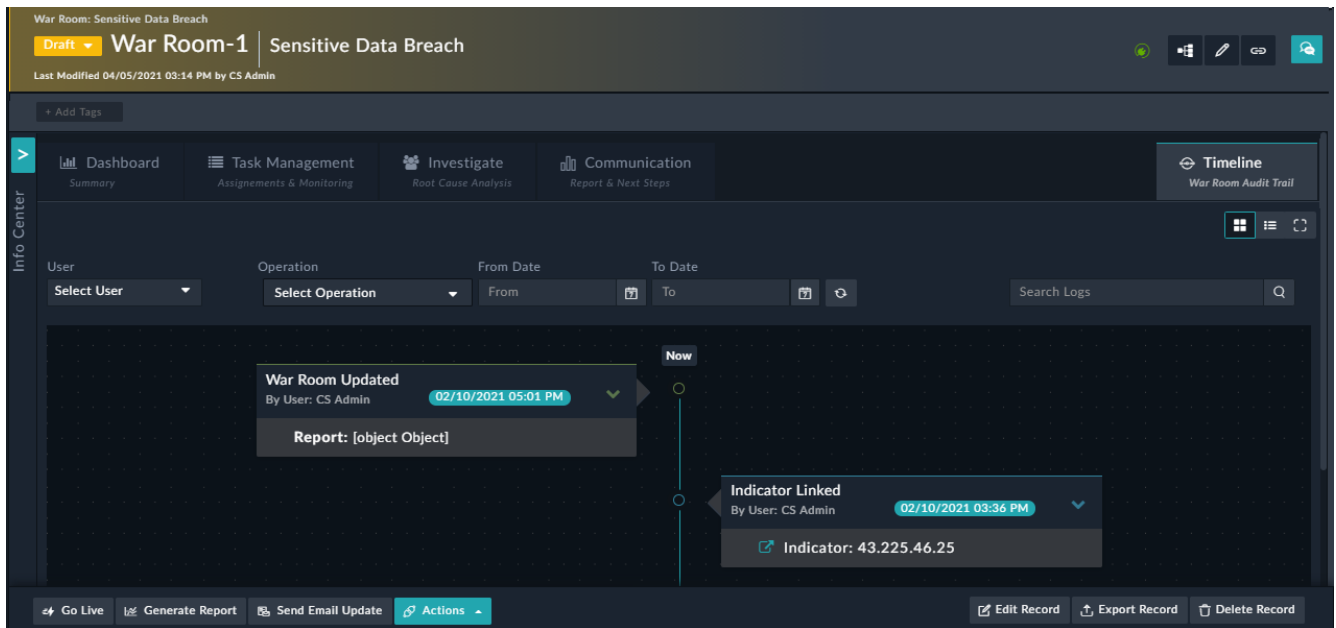 War Room: Sensitive Data Breach
Draft War Room-1 Sensitive Data Breach
Last Modified 04/05/2021 03:14 PM by CS Admin
+ Add Tags
>
Info Center
Dashboard Task Management Investigate Communication Timeline
Summary Assignements & Monitoring Root Cause Analysis Report & Next Steps War Room Audit Trail
User Operation From Date To Date
Select User Select Operation From To Search Logs
Now
War Room Updated
By User: CS Admin 02/10/2021 05:01 PM
Report: [object Object]
Indicator Linked
By User: CS Admin 02/10/2021 03:36 PM
Indicator: 43.225.46.25
Go Live Generate Report Send Email Update Actions Edit Record Export Record Delete Record